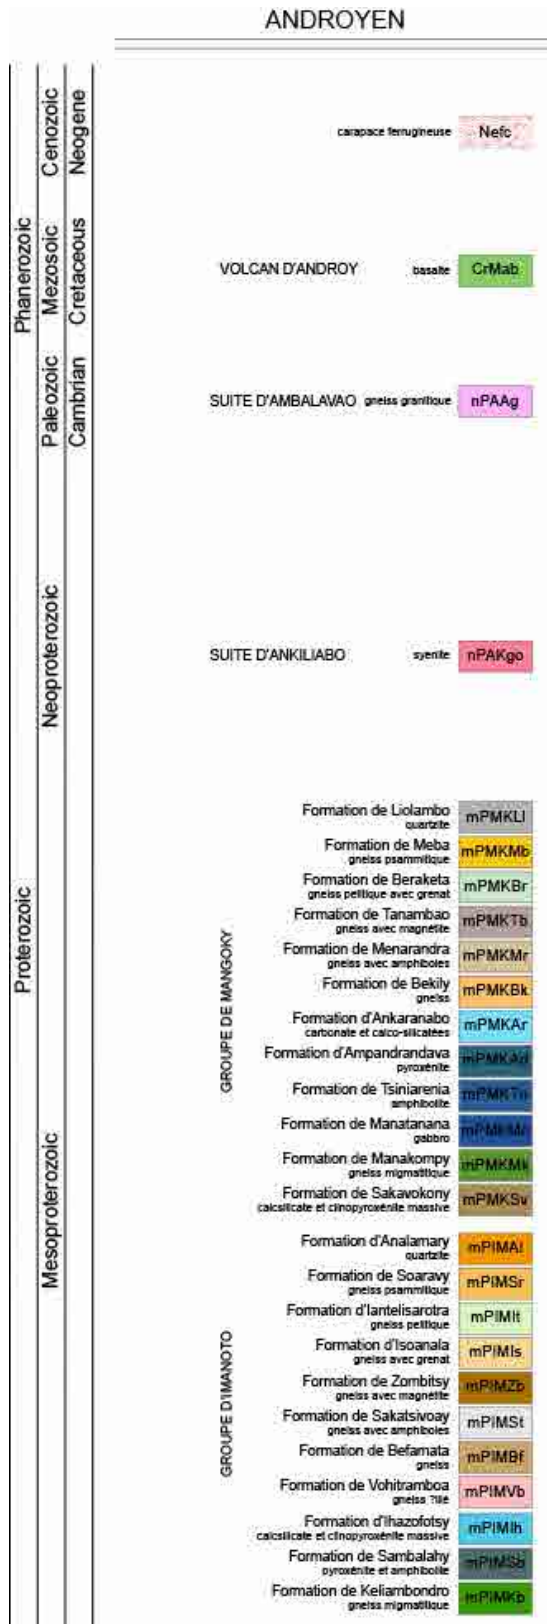 ANDROYEN
Phanerozoic
Cenozoic
Neogene
carapace ferrugineuse
Nefc
Mezosoic
Cretaceous
VOLCAN D'ANDROY
basalte
CrMab
Paleozoic
Cambrian
SUITE D'AMBALAVAO
gneiss granitique
nPAAg
Proterozoic
Neoproterozoic
SUITE D'ANKILIABO
syenite
nPAKgo
Mesoproterozoic
GROUPE DE MANGOKY
Formation de Liolambo
quartzite
mPMKLl
Formation de Meba
gneiss psammitique
mPMKMb
Formation de Beraketa
gneiss pelitique avec grenat
mPMKBr
Formation de Tanambao
gneiss avec magnétite
mPMKTb
Formation de Menarandra
gneiss avec amphiboles
mPMKMr
Formation de Bekily
gneiss
mPMKBk
Formation d'Ankaranabo
carbonate et calco-silicatées
mPMKAr
Formation d'Ampandrandava
pyroxénite
mPMKAd
Formation de Tsiniarenia
amphibolite
Formation de Manatanana
gabbro
Formation de Manakompy
gneiss migmatitique
mPMKMk
Formation de Sakavokony
calcsilicate et clinopyroxénite massive
mPMKSv
GROUPE D'IMANOTO
Formation d'Analamary
quartzite
mPIMAl
Formation de Soaravy
gneiss psammitique
mPIMSr
Formation d'Iantelisarotra
gneiss pelitique
mPIMIt
Formation d'Isoanala
gneiss avec grenat
mPIMIs
Formation de Zombitsy
gneiss avec magnétite
mPIMZb
Formation de Sakatsivoay
gneiss avec amphiboles
mPIMSt
Formation de Befamata
gneiss
mPIMBf
Formation de Vohitramboa
gneiss ?ilié
mPIMVb
Formation d'Ihazofotsy
calcsilicate et clinopyroxénite massive
mPIMIh
Formation de Sambalahy
pyroxénite et amphibolite
mPIMSb
Formation de Keliambondro
gneiss migmatitique
mPIMKb